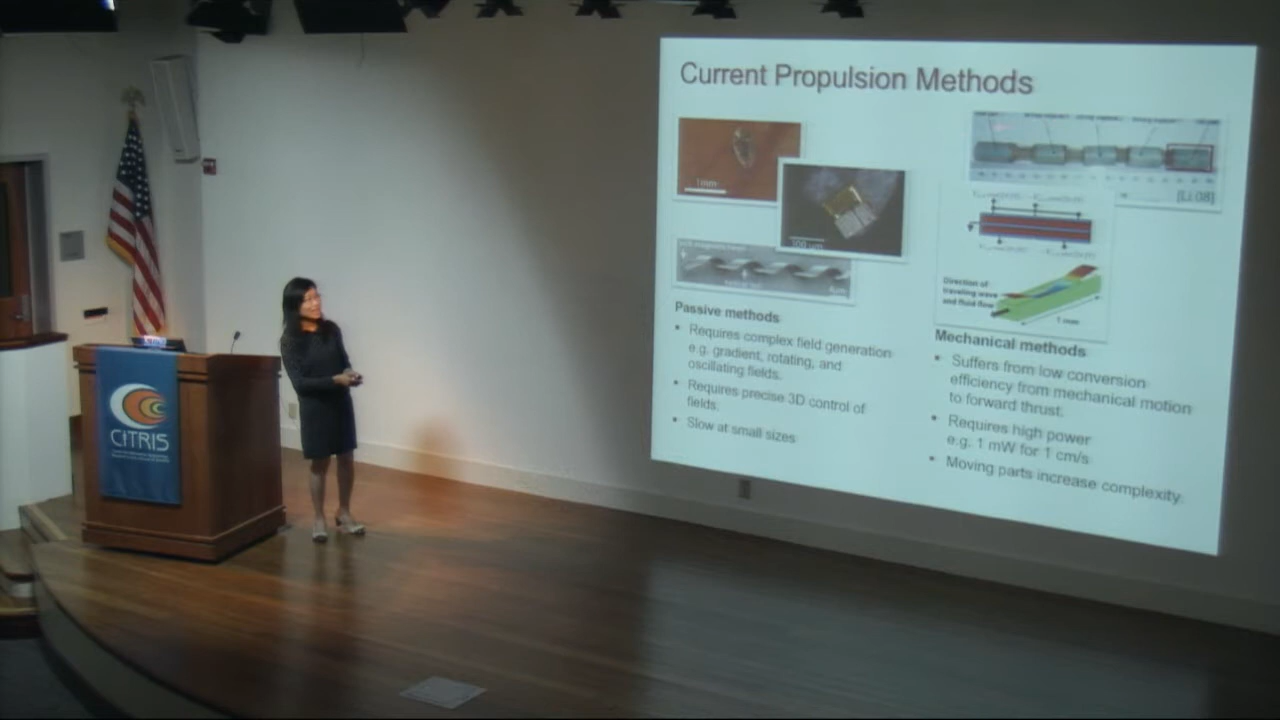 Current Propulsion Methods
1mm
[Li 08]
Direction of
traveling wave
and fluid flow
1 mm
Passive methods
• Requires complex field generation
e.g. gradient, rotating, and
oscillating fields.
• Requires precise 3D control of
fields.
• Slow at small sizes
Mechanical methods
• Suffers from low conversion
efficiency from mechanical motion
to forward thrust.
• Requires high power
e.g. 1 mW for 1 cm/s
• Moving parts increase complexity
CITRIS